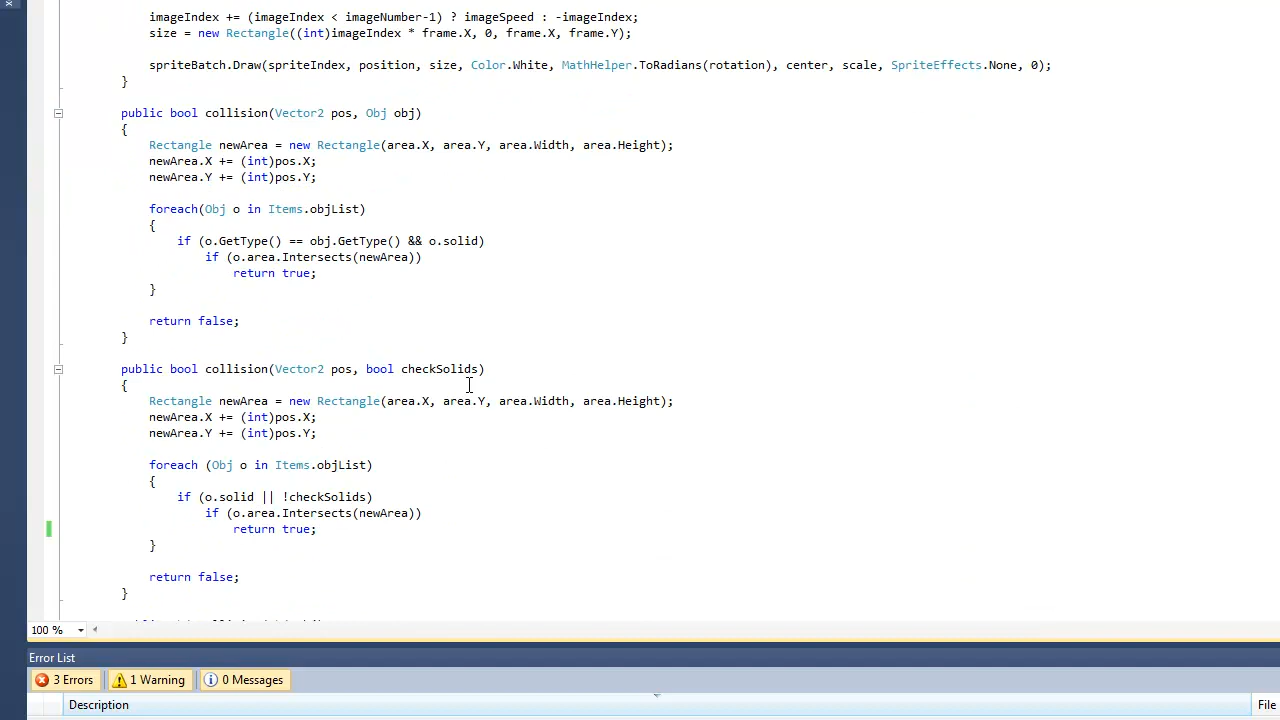 imageIndex += (imageIndex < imageNumber-1) ? imageSpeed : -imageIndex;
size = new Rectangle((int)imageIndex * frame.X, 0, frame.X, frame.Y);
spriteBatch.Draw(spriteIndex, position, size, Color.White, MathHelper.ToRadians(rotation), center, scale, SpriteEffects.None, 0);
}
public bool collision(Vector2 pos, Obj obj)
{
Rectangle newArea = new Rectangle(area.X, area.Y, area.Width, area.Height);
newArea.X += (int)pos.X;
newArea.Y += (int)pos.Y;
foreach(Obj o in Items.objList)
{
if (o.GetType() == obj.GetType() && o.solid)
if (o.area.Intersects(newArea))
return true;
}
return false;
}
public bool collision(Vector2 pos, bool checkSolids)
{
Rectangle newArea = new Rectangle(area.X, area.Y, area.Width, area.Height);
newArea.X += (int)pos.X;
newArea.Y += (int)pos.Y;
foreach (Obj o in Items.objList)
{
if (o.solid || !checkSolids)
if (o.area.Intersects(newArea))
return true;
}
return false;
}
100 %
Error List
3 Errors 1 Warning 0 Messages
Description File